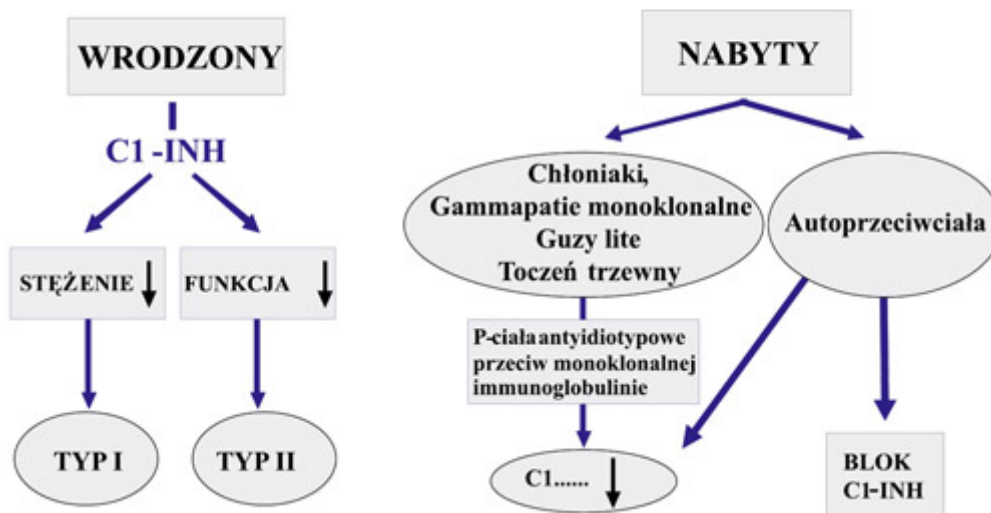 WRODZONY
C1 -INH
STĘŻENIE
FUNKCJA
TYP I
TYP II
NABYTY
Chłoniaki,
Gammapatie monoklonalne
Guzy lite
Toczeń trzewny
Autoprzeciwciała
P-ciała antyidiotypowe
przeciw monoklonalnej
immunoglobulinie
C1......
BLOK
C1-INH